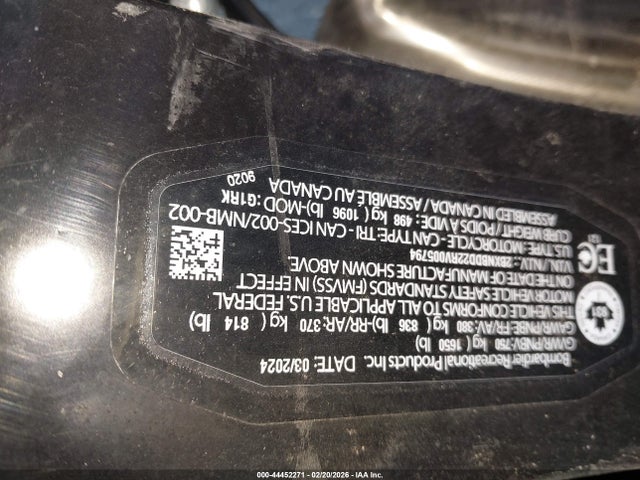 Bombardier Recreational Products Inc. DATE: 03/2024
GVWR/PNBV: 750 kg ( 1650 lb)
GAWR/PNBE: FR/AV: 380 kg ( 836 lb)-RR/AR: 370 kg ( 814 lb)
THIS VEHICLE CONFORMS TO ALL APPLICABLE U.S. FEDERAL
MOTOR VEHICLE SAFETY STANDARDS (FMVSS) IN EFFECT
ON THE DATE OF MANUFACTURE SHOWN ABOVE.
V.I.N. / N.I.V. : 2BXNBDD22RV005794
U.S. TYPE: MOTORCYCLE - CAN TYPE: TRI - CAN ICES-002/NMB-002
CURB WEIGHT / POIDS À VIDE : 498 kg ( 1096 lb)-MOD : G1RK
ASSEMBLED IN CANADA / ASSEMBLÉ AU CANADA
9020
EC
000-44452271 - 02/20/2026 - IAA Inc.